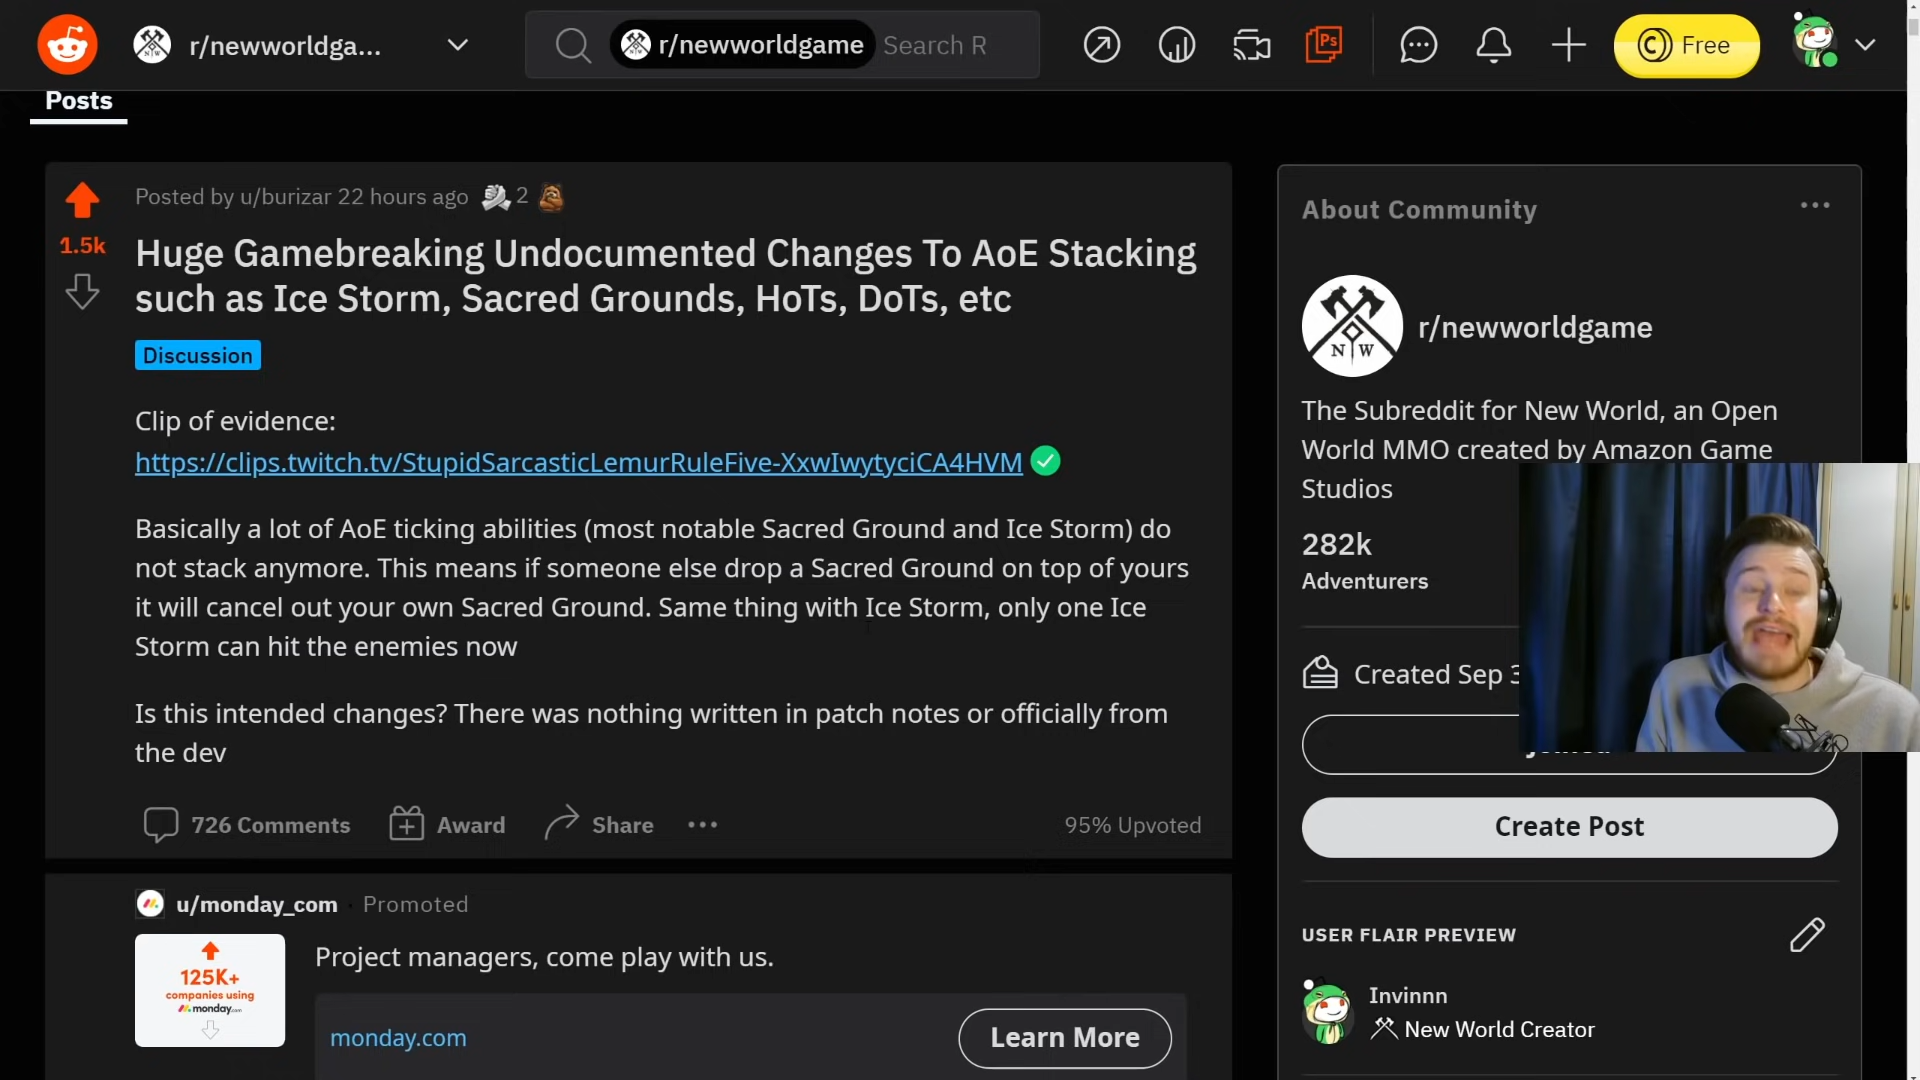 r/newworldga...
r/newworldgame Search R
Ps
Free
Posts
Posted by u/burizar 22 hours ago 2
1.5k
Huge Gamebreaking Undocumented Changes To AoE Stacking
such as Ice Storm, Sacred Grounds, HoTs, DoTs, etc
Discussion
Clip of evidence:
https://clips.twitch.tv/StupidSarcasticLemurRuleFive-XxwIwytyciCA4HVM
Basically a lot of AoE ticking abilities (most notable Sacred Ground and Ice Storm) do
not stack anymore. This means if someone else drop a Sacred Ground on top of yours
it will cancel out your own Sacred Ground. Same thing with Ice Storm, only one Ice
Storm can hit the enemies now
Is this intended changes? There was nothing written in patch notes or officially from
the dev
726 Comments Award Share 95% Upvoted
u/monday_com · Promoted
125K+
companies using
monday.com
Project managers, come play with us.
monday.com
Learn More
About Community
N W
r/newworldgame
The Subreddit for New World, an Open
World MMO created by Amazon Game
Studios
282k
Adventurers
Created Sep 3
Joined
Create Post
USER FLAIR PREVIEW
Invinnn
New World Creator